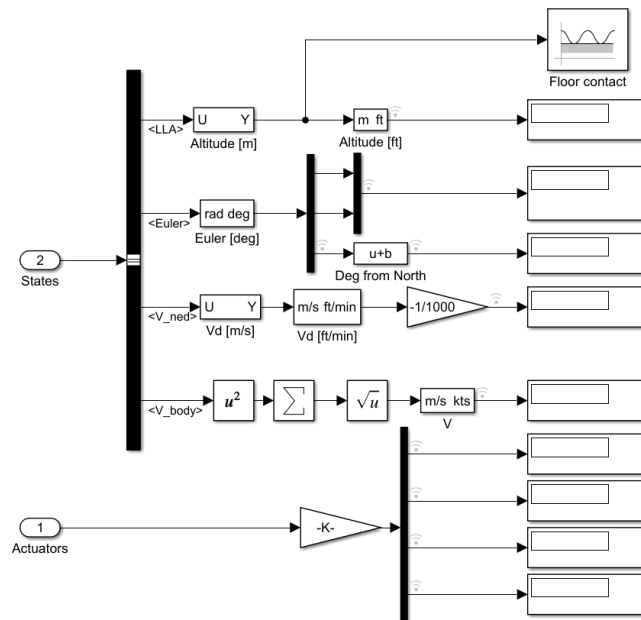 Floor contact
<LLA>
U Y
Altitude [m]
m ft
Altitude [ft]
<Euler>
rad deg
Euler [deg]
u+b
Deg from North
2
States
<V_ned>
U Y
Vd [m/s]
m/s ft/min
Vd [ft/min]
-1/1000
<V_body>
u²
∑
√u
m/s kts
V
1
Actuators
-K-